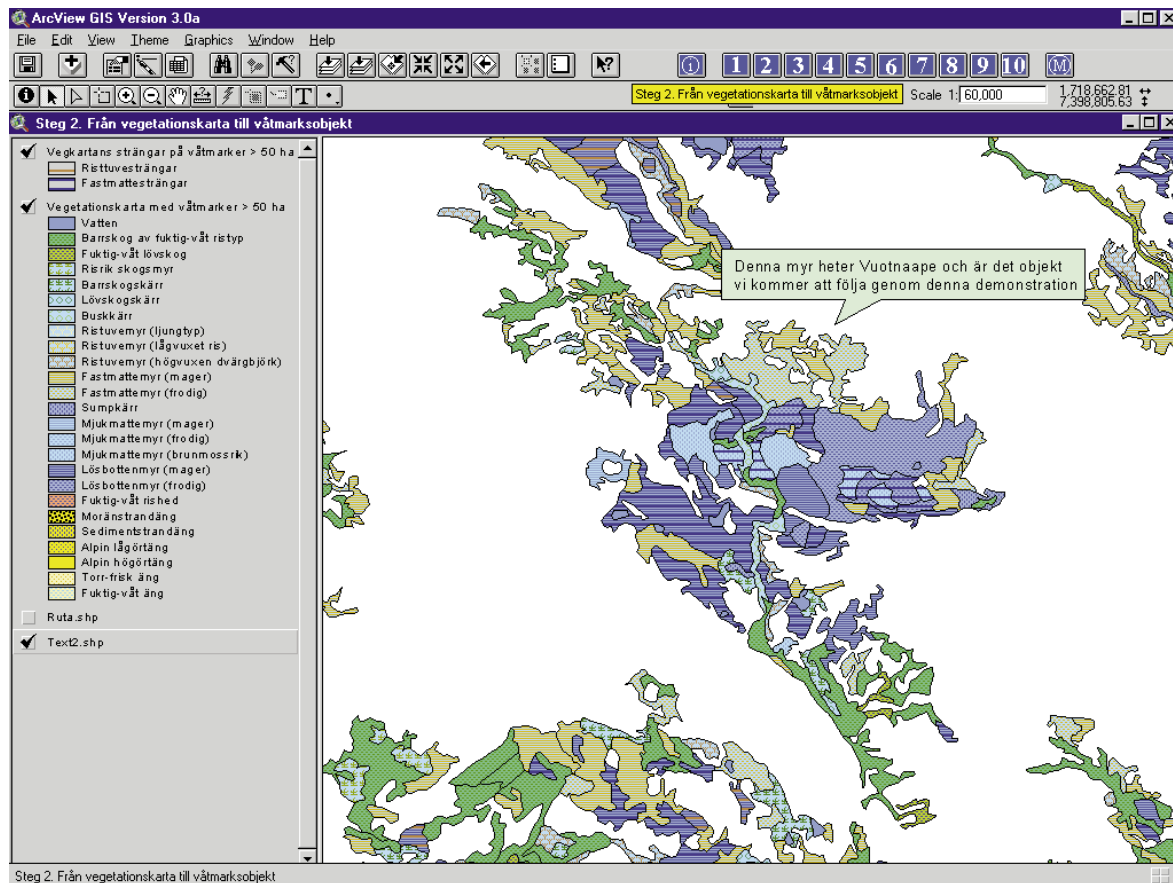 ArcView GIS Version 3.0a
File Edit View Theme Graphics Window Help
1 2 3 4 5 6 7 8 9 10 M
T
Steg 2. Från vegetationskarta till våtmarksobjekt
Scale 1: 60,000
1,718,662.81
7,398,805.63
Steg 2. Från vegetationskarta till våtmarksobjekt
Vegkartans strängar på våtmarker > 50 ha
Risttuvesträngar
Fastmattesträngar
Vegetationskarta med våtmarker > 50 ha
Vatten
Barrskog av fuktig-våt ristyp
Fuktig-våt lövskog
Risrik skogsmyr
Barrskogskärr
Lövskogskärr
Buskkärr
Ristuvemyr (ljungtyp)
Ristuvemyr (lågvuxet ris)
Ristuvemyr (högvuxen dvärgbjörk)
Fastmattemyr (mager)
Fastmattemyr (frodig)
Sumpkärr
Mjukmattemyr (mager)
Mjukmattemyr (frodig)
Mjukmattemyr (brunmossrik)
Lösbottenmyr (mager)
Lösbottenmyr (frodig)
Fuktig-våt rished
Moränstrandäng
Sedimentstrandäng
Alpin lågörtäng
Alpin högörtäng
Torr-frisk äng
Fuktig-våt äng
Ruta.shp
Text2.shp
Denna myr heter Vuotnaape och är det objekt
vi kommer att följa genom denna demonstration
Steg 2. Från vegetationskarta till våtmarksobjekt